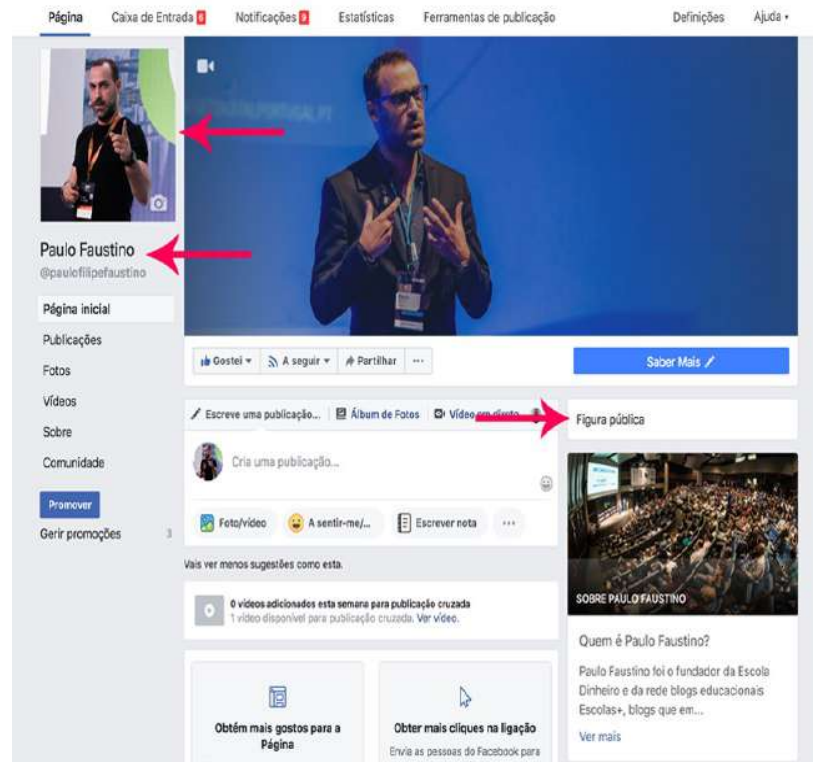 Página Caixa de Entrada 6 Notificações 9 Estatísticas Ferramentas de publicação Definições Ajuda
Paulo Faustino
@paulofilipefaustino
Página inicial
Publicações
Fotos
Vídeos
Sobre
Comunidade
Promover
Gerir promoções 3
Gostei A seguir Partilhar ...
Saber Mais
Escreve uma publicação... Álbum de Fotos Vídeo em direto
Cria uma publicação...
Foto/vídeo A sentir-me/... Escrever nota ...
Vais ver menos sugestões como esta.
0 vídeos adicionados esta semana para publicação cruzada
1 vídeo disponível para publicação cruzada. Ver vídeo.
Obtém mais gostos para a
Página
Obter mais cliques na ligação
Envia as pessoas do Facebook para
Figura pública
SOBRE PAULO FAUSTINO
Quem é Paulo Faustino?
Paulo Faustino foi o fundador da Escola
Dinheiro e da rede blogs educacionais
Escolas+, blogs que em...
Ver mais